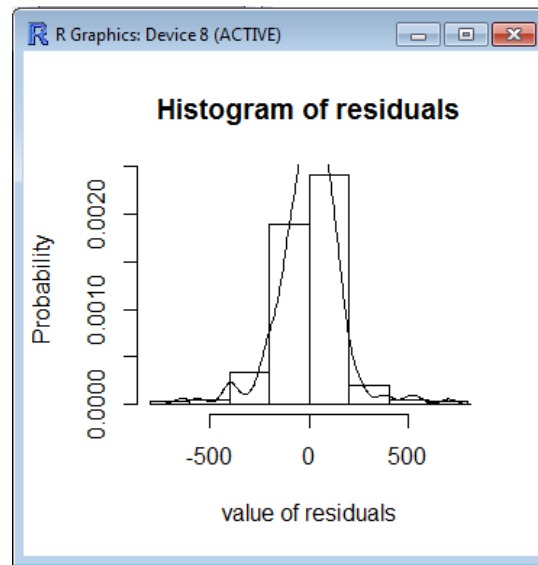 R Graphics: Device 8 (ACTIVE)
Histogram of residuals
Probability
0.0020
0.0010
0.0000
-500 0 500
value of residuals